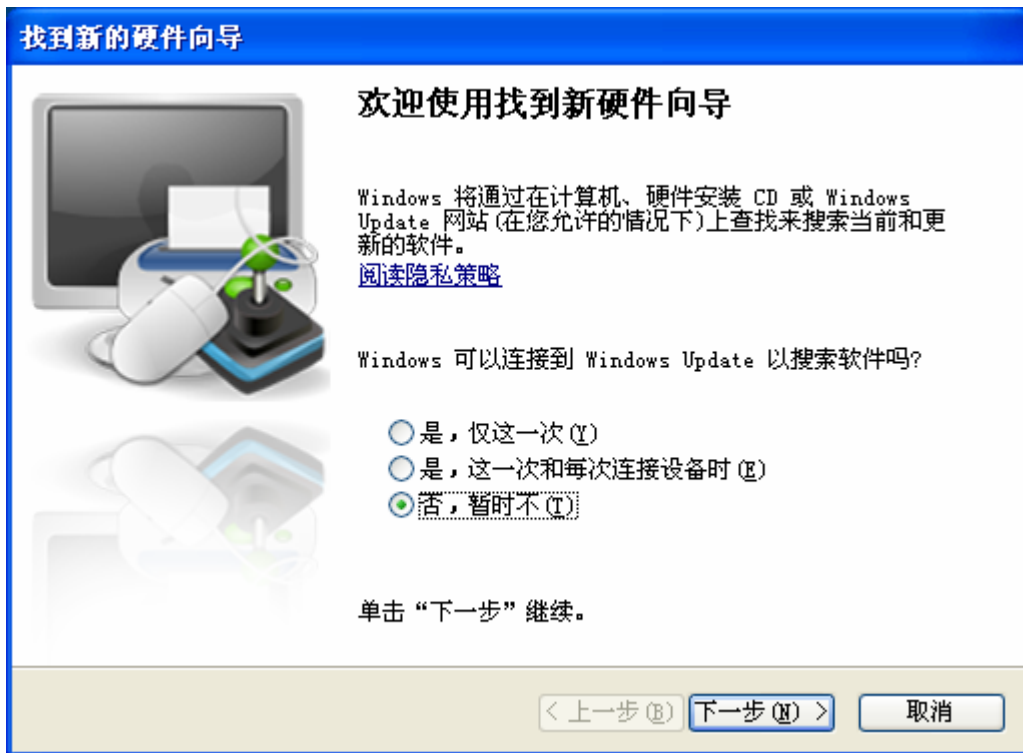 找到新的硬件向导
欢迎使用找到新硬件向导
Windows 将通过在计算机、硬件安装 CD 或 Windows
Update 网站(在您允许的情况下)上查找来搜索当前和更
新的软件。
阅读隐私策略
Windows 可以连接到 Windows Update 以搜索软件吗?
是，仅这一次(Y)
是，这一次和每次连接设备时(E)
否，暂时不(T)
单击“下一步”继续。
< 上一步(B) 下一步(N) > 取消